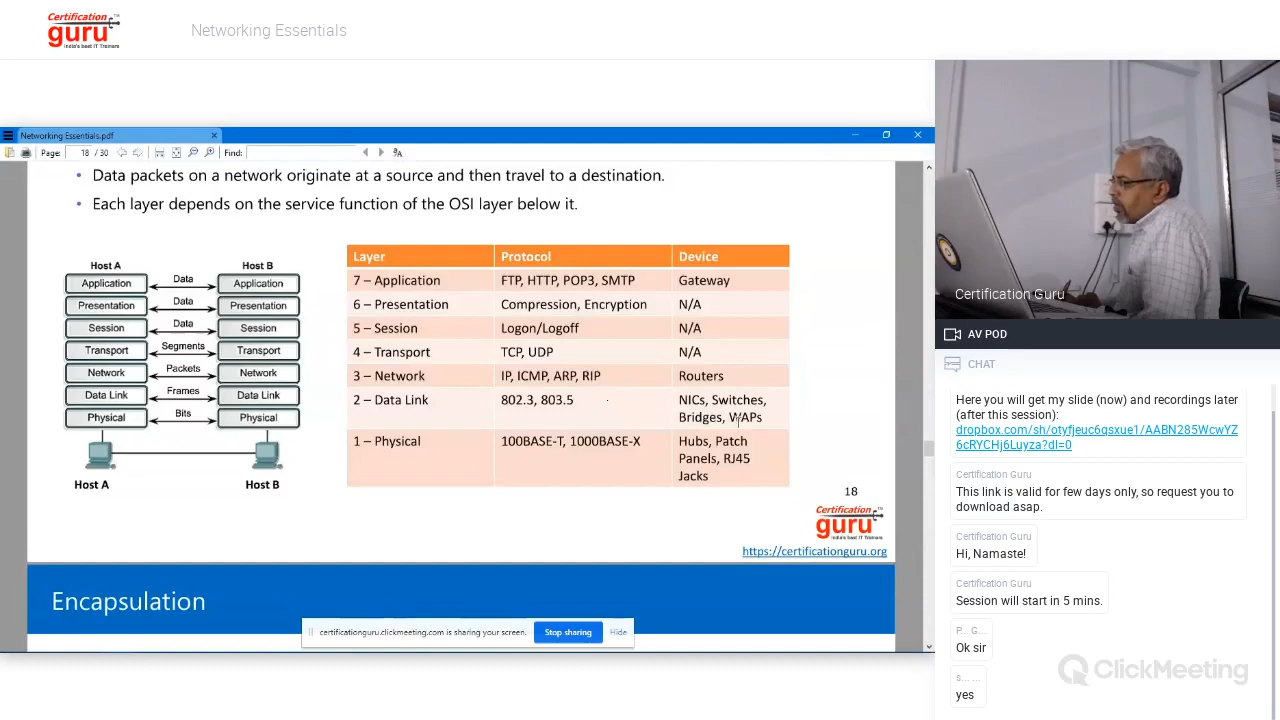 Certification
guru
India's best IT Trainers
Networking Essentials
Networking Essentials.pdf
Page: 18 / 30 Find:
• Data packets on a network originate at a source and then travel to a destination.
• Each layer depends on the service function of the OSI layer below it.
Host A Host B
Application Data Application
Presentation Data Presentation
Session Data Session
Transport Segments Transport
Network Packets Network
Data Link Frames Data Link
Physical Bits Physical
Host A Host B
Layer Protocol Device
7 – Application FTP, HTTP, POP3, SMTP Gateway
6 – Presentation Compression, Encryption N/A
5 – Session Logon/Logoff N/A
4 – Transport TCP, UDP N/A
3 – Network IP, ICMP, ARP, RIP Routers
2 – Data Link 802.3, 803.5 NICs, Switches,
Bridges, WAPs
1 – Physical 100BASE-T, 1000BASE-X Hubs, Patch
Panels, RJ45
Jacks
18
Certification
guru
India's best IT Trainers
https://certificationguru.org
Encapsulation
certificationguru.clickmeeting.com is sharing your screen. Stop sharing Hide
Certification Guru
AV POD
CHAT
Here you will get my slide (now) and recordings later
(after this session):
dropbox.com/sh/otyfjeuc6qsxue1/AABN285WcwYZ
6cRYCHj6Luyza?dl=0
Certification Guru
This link is valid for few days only, so request you to
download asap.
Certification Guru
Hi, Namaste!
Certification Guru
Session will start in 5 mins.
P... G...
Ok sir
s... ...
yes
ClickMeeting